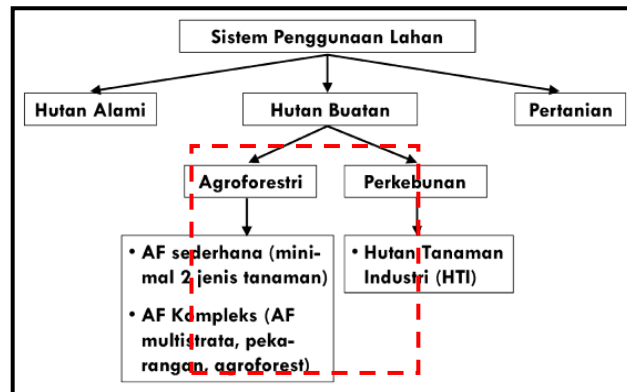 Sistem Penggunaan Lahan
Hutan Alami
Hutan Buatan
Pertanian
Agroforestri
Perkebunan
• AF sederhana (mini-
mal 2 jenis tanaman)
• AF Kompleks (AF
multistrata, peka-
rangan, agroforest)
• Hutan Tanaman
Industri (HTI)